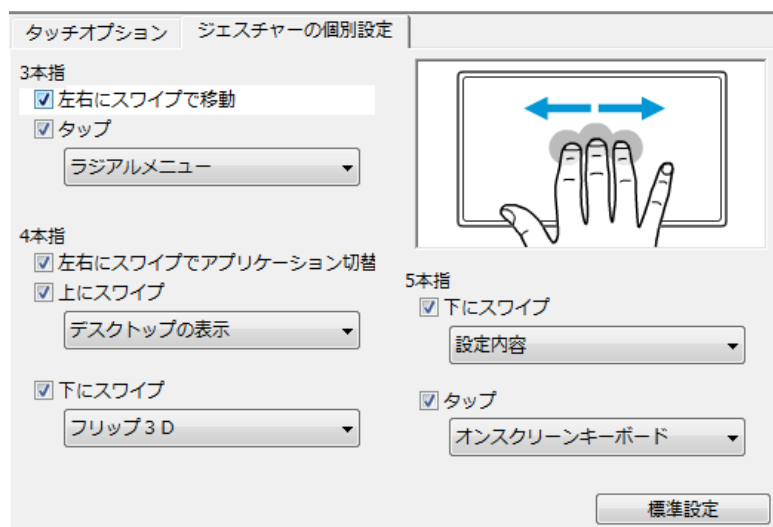 タッチオプション
ジェスチャーの個別設定
3本指
左右にスワイプで移動
タップ
ラジアルメニュー
4本指
左右にスワイプでアプリケーション切替
上にスワイプ
デスクトップの表示
下にスワイプ
フリップ3D
5本指
下にスワイプ
設定内容
タップ
オンスクリーンキーボード
標準設定